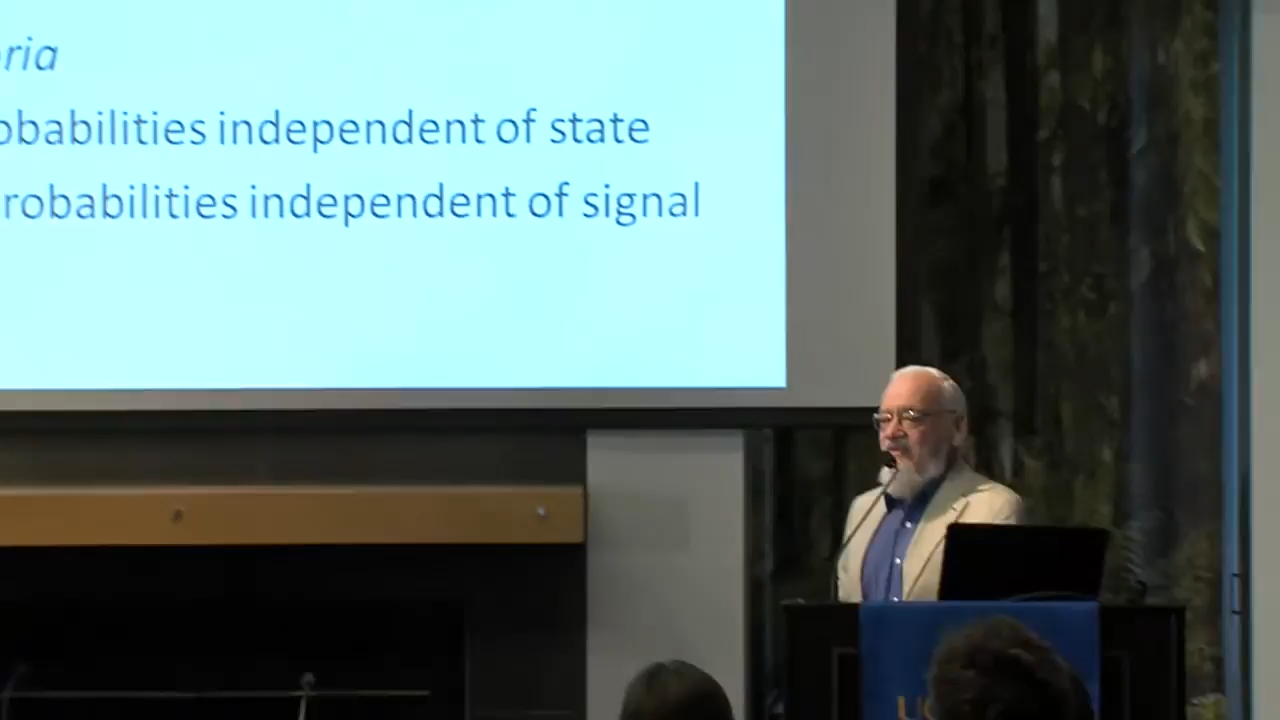 ria
obabilities independent of state
robabilities independent of signal